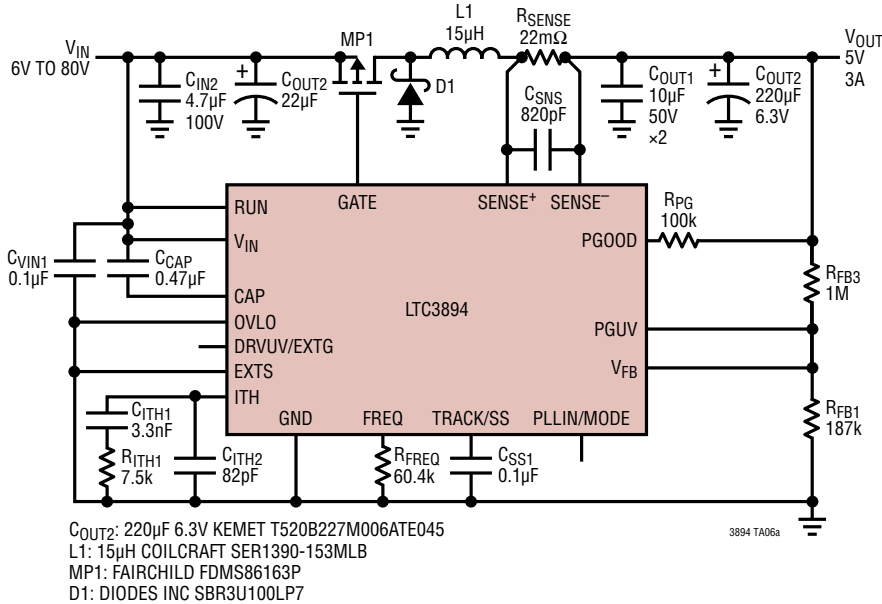 VIN
6V TO 80V
CIN2
4.7µF
100V
+
COUT2
22µF
MP1
D1
L1
15µH
RSENSE
22mΩ
CSNS
820pF
COUT1
10µF
50V
×2
+
COUT2
220µF
6.3V
VOUT
5V
3A
RUN
GATE
SENSE+
SENSE–
VIN
PGOOD
RPG
100k
CVIN1
0.1µF
CCAP
0.47µF
CAP
LTC3894
RFB3
1M
OVLO
PGUV
DRVUV/EXTG
EXTS
VFB
ITH
GND
FREQ
TRACK/SS
PLLIN/MODE
CITH1
3.3nF
RITH1
7.5k
CITH2
82pF
RFREQ
60.4k
CSS1
0.1µF
RFB1
187k
COUT2: 220µF 6.3V KEMET T520B227M006ATE045
L1: 15µH COILCRAFT SER1390-153MLB
MP1: FAIRCHILD FDMS86163P
D1: DIODES INC SBR3U100LP7
3894 TA06a